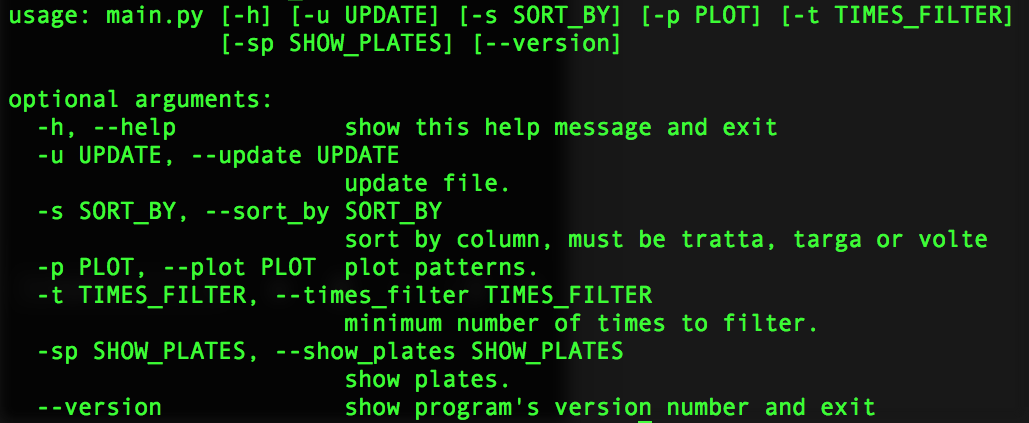 usage: main.py [-h] [-u UPDATE] [-s SORT_BY] [-p PLOT] [-t TIMES_FILTER]
               [-sp SHOW_PLATES] [--version]

optional arguments:
  -h, --help            show this help message and exit
  -u UPDATE, --update UPDATE
                        update file.
  -s SORT_BY, --sort_by SORT_BY
                        sort by column, must be tratta, targa or volte
  -p PLOT, --plot PLOT  plot patterns.
  -t TIMES_FILTER, --times_filter TIMES_FILTER
                        minimum number of times to filter.
  -sp SHOW_PLATES, --show_plates SHOW_PLATES
                        show plates.
  --version             show program's version number and exit